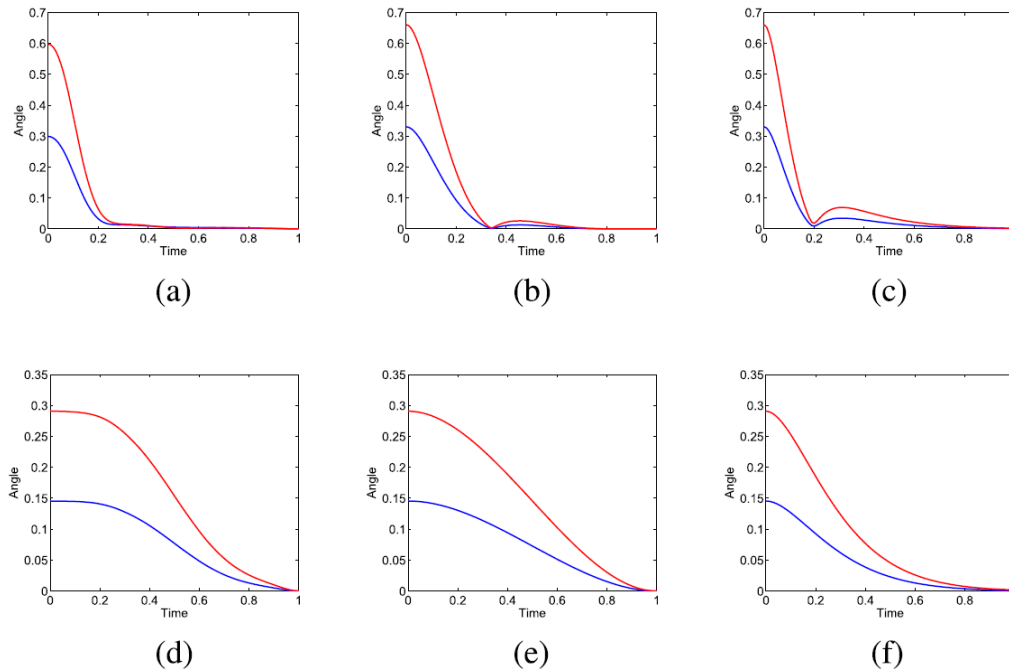 0.7 0.7 0.7
0.6 0.6 0.6
0.5 0.5 0.5
Angle 0.4 Angle 0.4 Angle 0.4
0.3 0.3 0.3
0.2 0.2 0.2
0.1 0.1 0.1
0 0 0
0 0.2 0.4 0.6 0.8 1 0 0.2 0.4 0.6 0.8 1 0 0.2 0.4 0.6 0.8
Time Time Time
(a) (b) (c)
0.35 0.35 0.35
0.3 0.3 0.3
0.25 0.25 0.25
Angle 0.2 Angle 0.2 Angle 0.2
0.15 0.15 0.15
0.1 0.1 0.1
0.05 0.05 0.05
0 0 0
0 0.2 0.4 0.6 0.8 1 0 0.2 0.4 0.6 0.8 1 0 0.2 0.4 0.6 0.8
Time Time Time
(d) (e) (f)